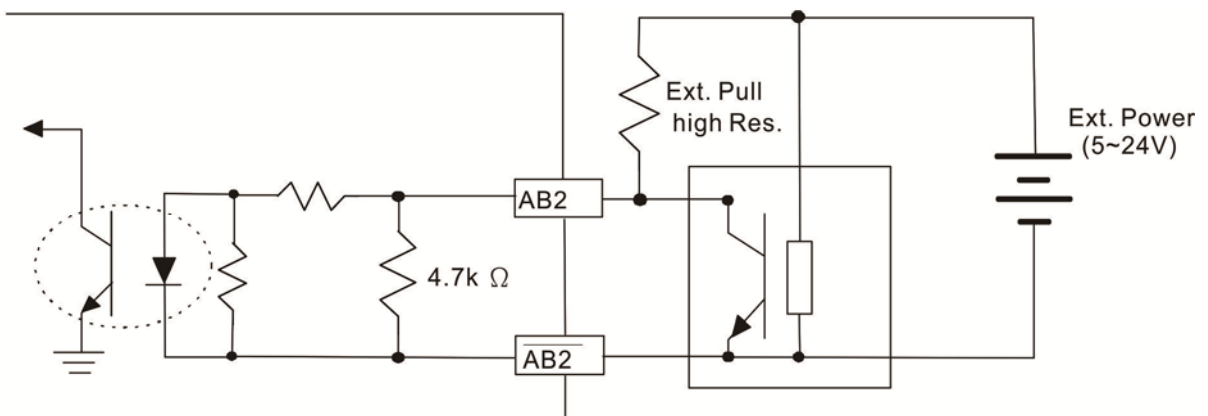 Ext. Pull
high Res.
Ext. Power
(5~24V)
AB2
4.7k Ω
AB2